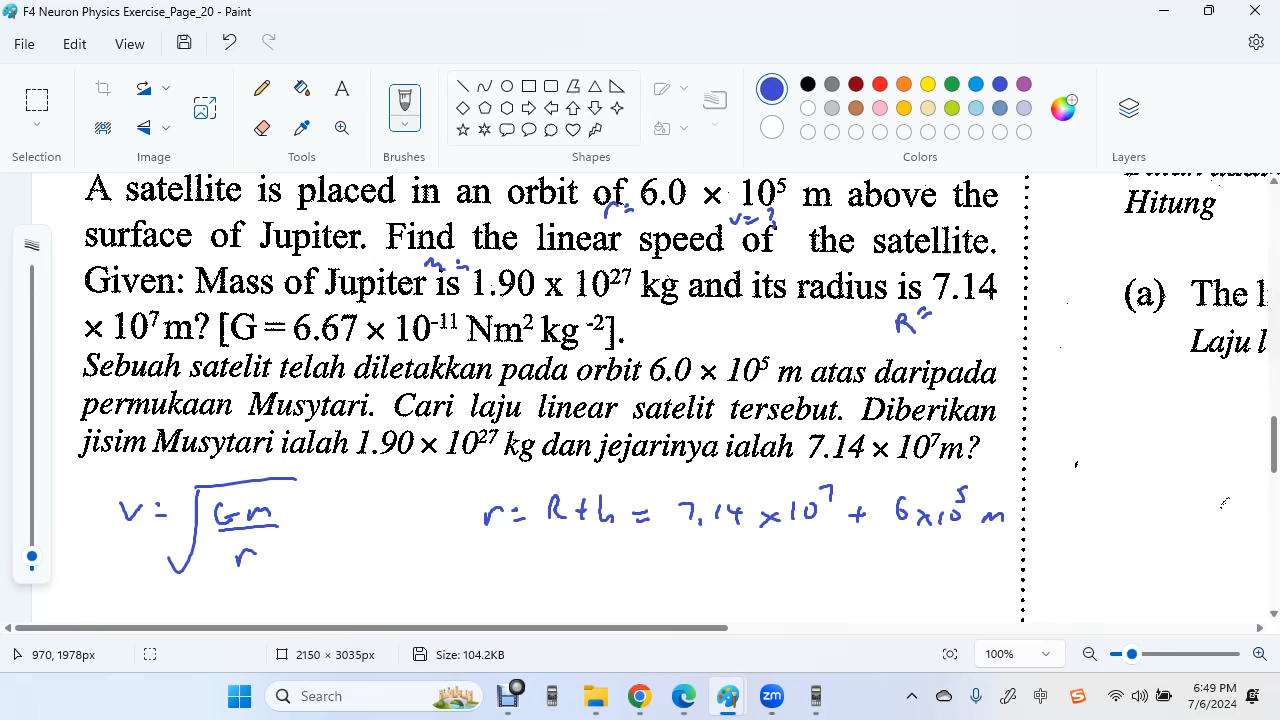 F4 Neuron Physics Exercise_Page_20 - Paint
File Edit View
Selection Image Tools Brushes Shapes Colors Layers
A satellite is placed in an orbit of 6.0 × 10⁵ m above the
r = v = ?
surface of Jupiter. Find the linear speed of the satellite.
m =
Given: Mass of Jupiter is 1.90 x 10²⁷ kg and its radius is 7.14
R =
× 10⁷ m? [G = 6.67 × 10⁻¹¹ Nm² kg ⁻²].
Sebuah satelit telah diletakkan pada orbit 6.0 × 10⁵ m atas daripada
permukaan Musytari. Cari laju linear satelit tersebut. Diberikan
jisim Musytari ialah 1.90 × 10²⁷ kg dan jejarinya ialah 7.14 × 10⁷m?
v = √(Gm/r) r = R + h = 7.14 × 10⁷ + 6 × 10⁵ m
Hitung
(a) The l
Laju l
970, 1978px 2150 × 3035px Size: 104.2KB 100%
Search zm 中 S 6:49 PM
7/6/2024